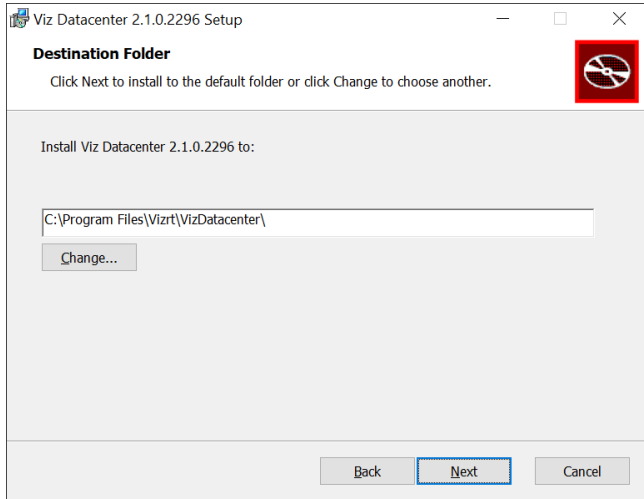 Viz Datacenter 2.1.0.2296 Setup
Destination Folder
Click Next to install to the default folder or click Change to choose another.
Install Viz Datacenter 2.1.0.2296 to:
C:\Program Files\Vizrt\VizDatacenter\
Change...
Back Next Cancel